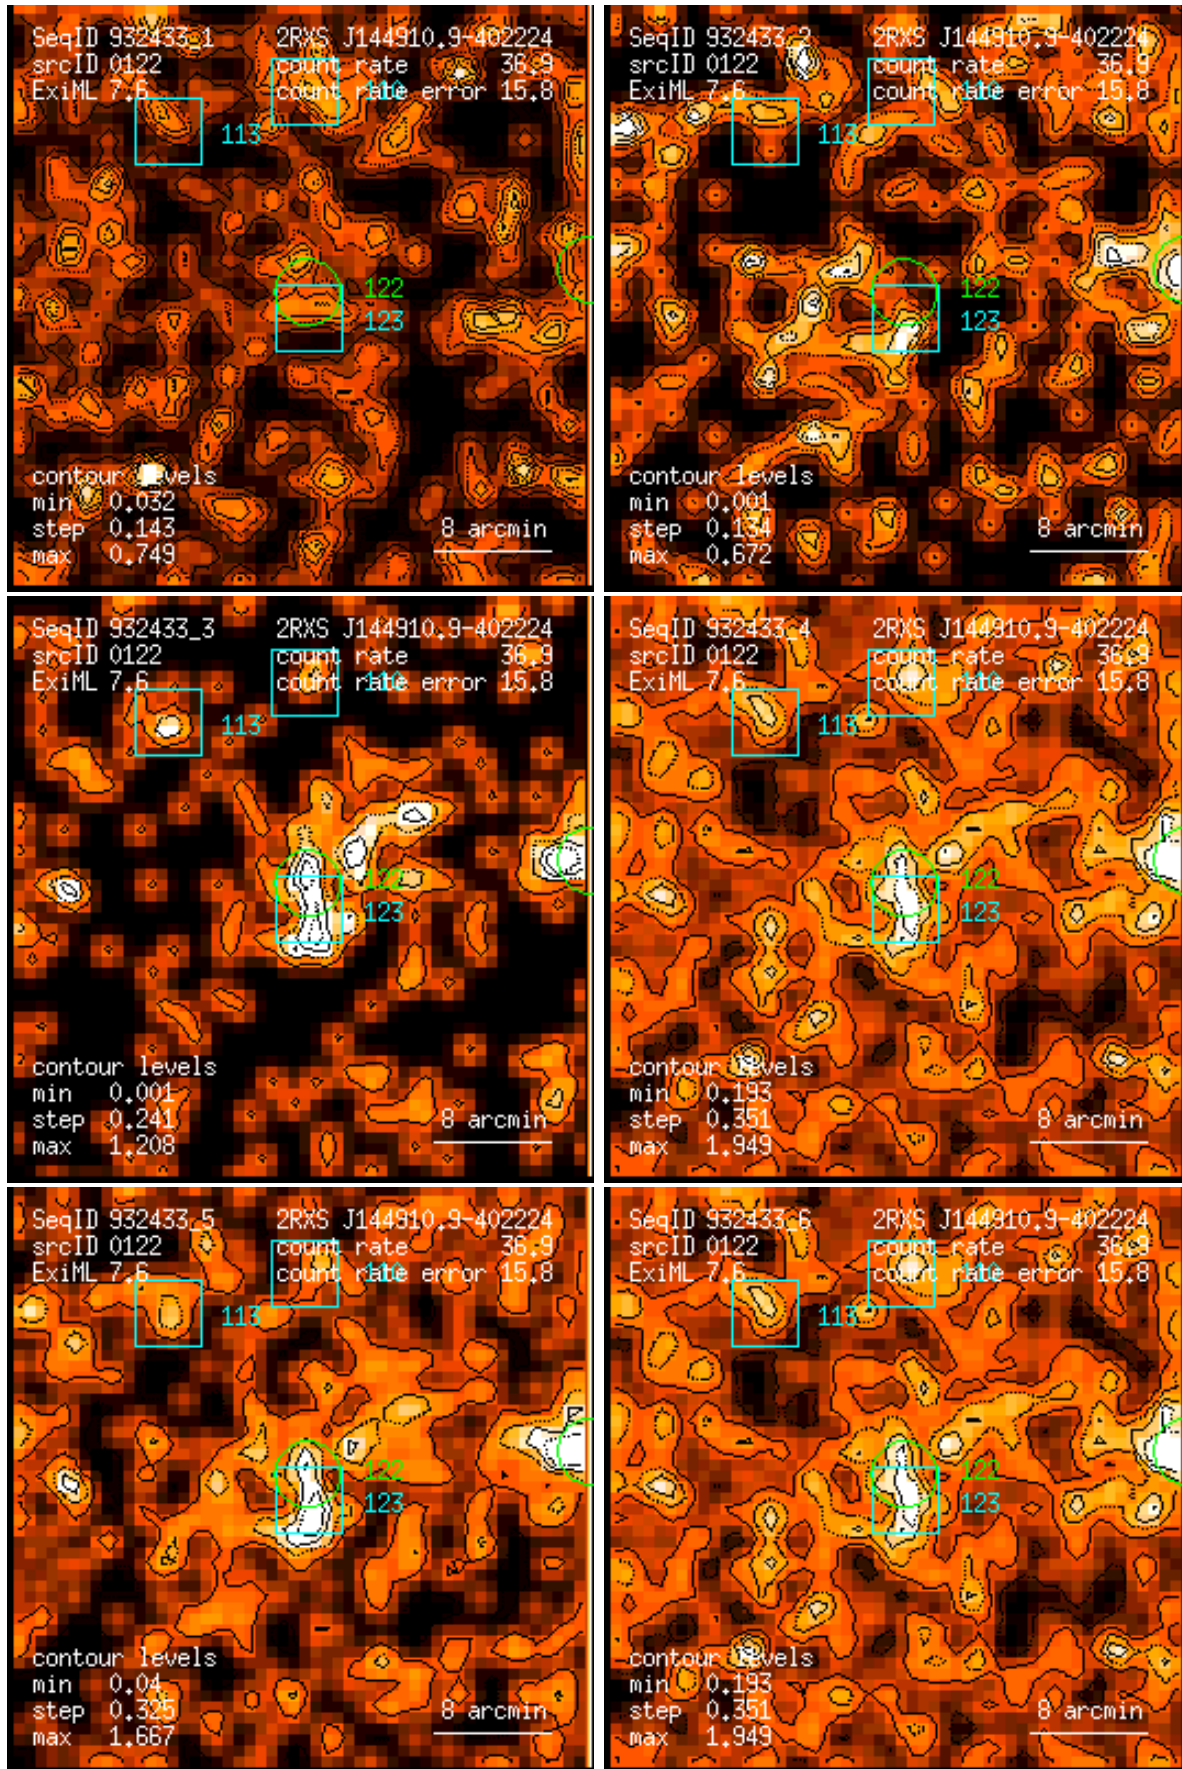 SeqID 932433_1 2RXS J144910.9-402224
srcID 0122 count rate 36.9
ExiML 7.6 count rate error 15.8
113
122
123
contour levels
min 0.032
step 0.143 8 arcmin
max 0.749
SeqID 932433_2 2RXS J144910.9-402224
srcID 0122 count rate 36.9
ExiML 7.6 count rate error 15.8
113
122
123
contour levels
min 0.001
step 0.134 8 arcmin
max 0.672
SeqID 932433_3 2RXS J144910.9-402224
srcID 0122 count rate 36.9
ExiML 7.6 count rate error 15.8
113
122
123
contour levels
min 0.001
step 0.241 8 arcmin
max 1.208
SeqID 932433_4 2RXS J144910.9-402224
srcID 0122 count rate 36.9
ExiML 7.6 count rate error 15.8
113
122
123
contour levels
min 0.193
step 0.351 8 arcmin
max 1.949
SeqID 932433_5 2RXS J144910.9-402224
srcID 0122 count rate 36.9
ExiML 7.6 count rate error 15.8
113
122
123
contour levels
min 0.04
step 0.325 8 arcmin
max 1.667
SeqID 932433_6 2RXS J144910.9-402224
srcID 0122 count rate 36.9
ExiML 7.6 count rate error 15.8
113
122
123
contour levels
min 0.193
step 0.351 8 arcmin
max 1.949